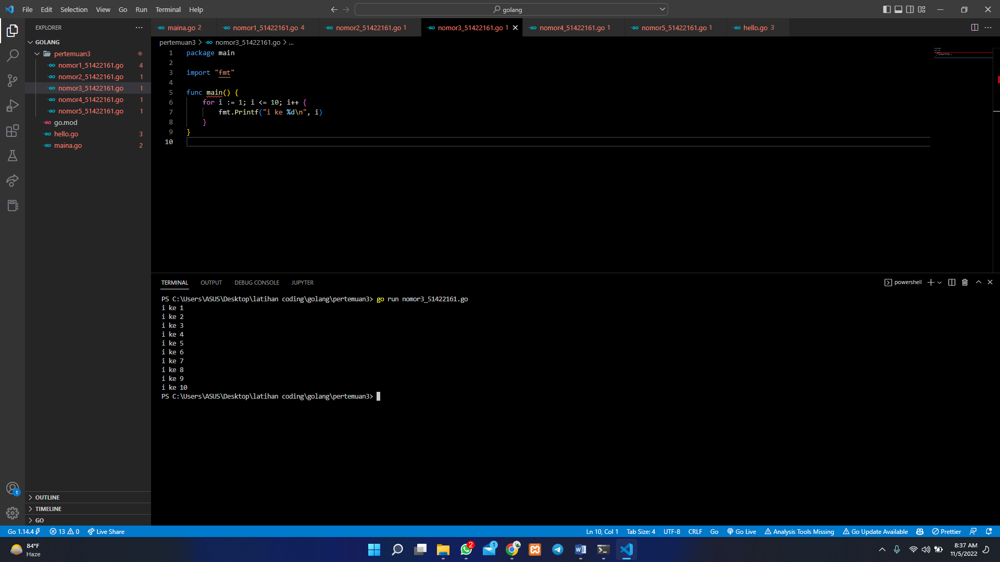 File Edit Selection View Go Run Terminal Help
golang
EXPLORER
maina.go 2
nomor1_51422161.go 4
nomor2_51422161.go 1
nomor3_51422161.go 1
nomor4_51422161.go 1
nomor5_51422161.go 1
hello.go 3
GOLANG
pertemuan3
nomor1_51422161.go 4
nomor2_51422161.go 1
nomor3_51422161.go 1
nomor4_51422161.go 1
nomor5_51422161.go 1
go.mod
hello.go 3
maina.go 2
OUTLINE
TIMELINE
GO
pertemuan3 > nomor3_51422161.go > ...
1 package main
2
3 import "fmt"
4
5 func main() {
6 for i := 1; i <= 10; i++ {
7 fmt.Printf("i ke %d\n", i)
8 }
9 }
10
TERMINAL OUTPUT DEBUG CONSOLE JUPYTER
powershell
PS C:\Users\ASUS\Desktop\latihan coding\golang\pertemuan3> go run nomor3_51422161.go
i ke 1
i ke 2
i ke 3
i ke 4
i ke 5
i ke 6
i ke 7
i ke 8
i ke 9
i ke 10
PS C:\Users\ASUS\Desktop\latihan coding\golang\pertemuan3>
1
Go 1.14.4 13 0 Live Share
Ln 10, Col 1 Tab Size: 4 UTF-8 CRLF Go Go Live Analysis Tools Missing Go Update Available Prettier
84°F
Haze
2
1
8:37 AM
11/5/2022